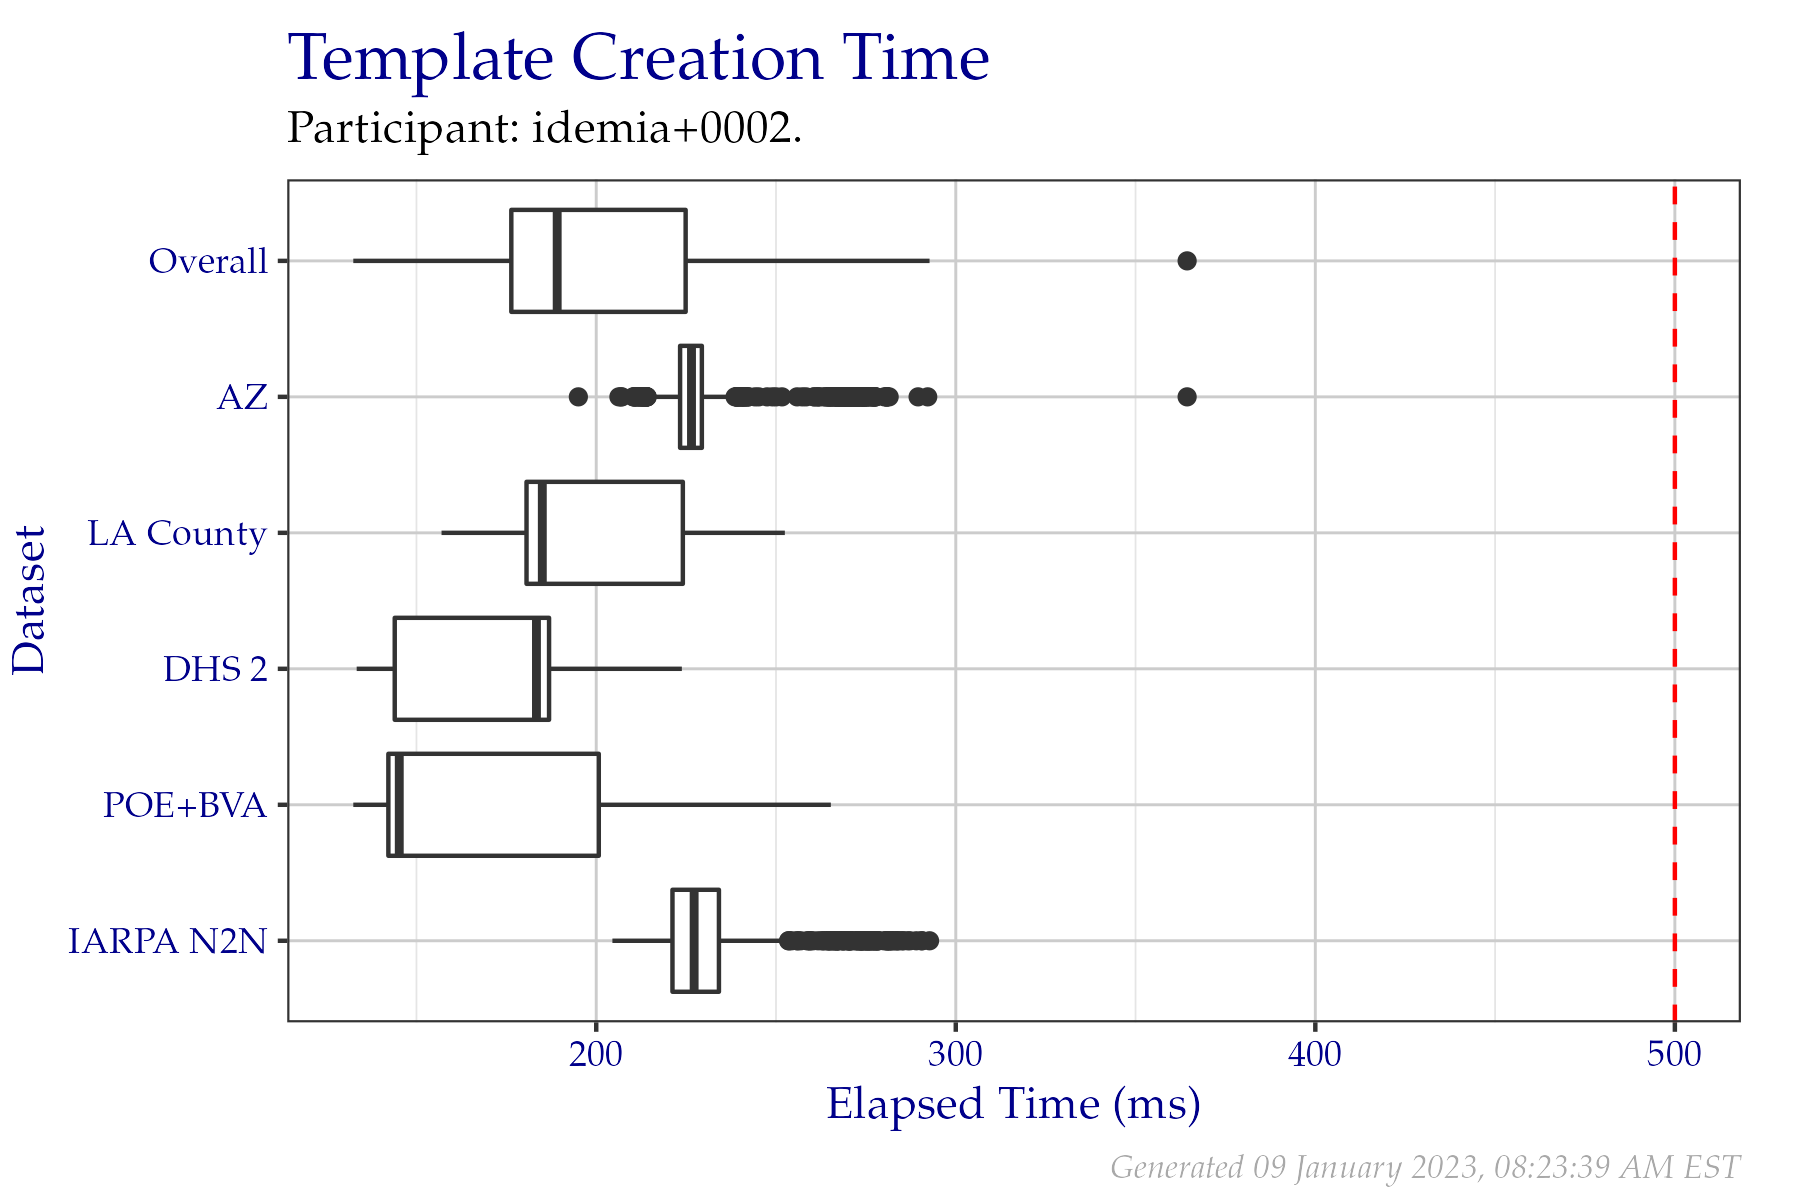 Template Creation Time
Participant: idemia+0002.
Dataset
Overall
AZ
LA County
DHS 2
POE+BVA
IARPA N2N
200 300 400 500
Elapsed Time (ms)
Generated 09 January 2023, 08:23:39 AM EST